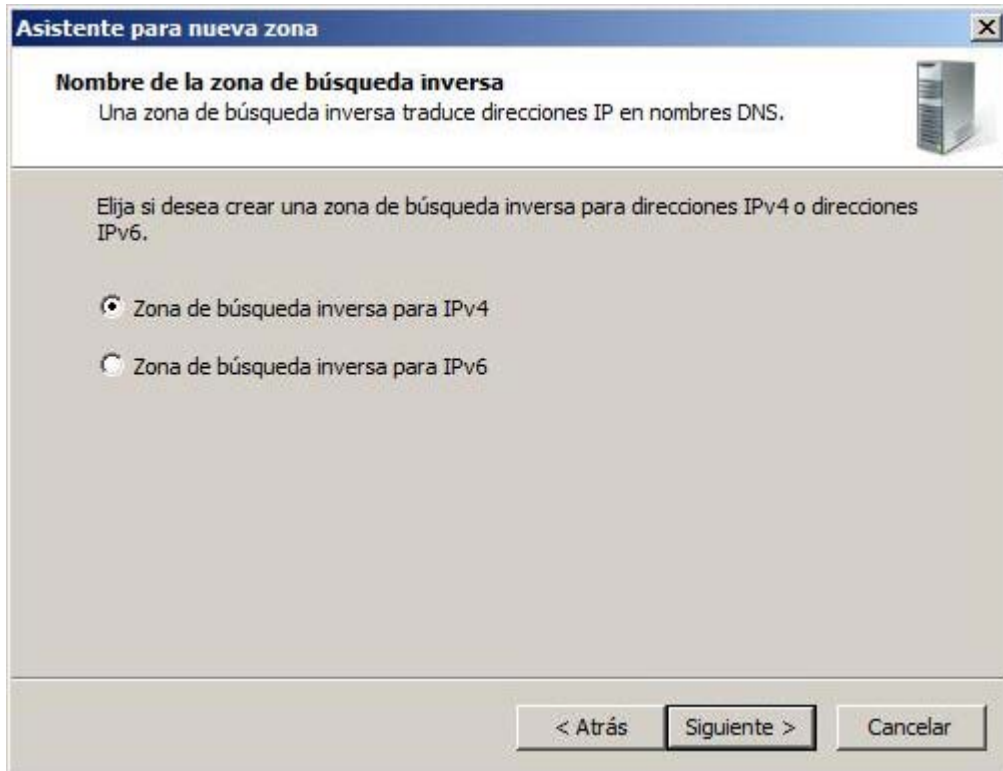 Asistente para nueva zona
Nombre de la zona de búsqueda inversa
Una zona de búsqueda inversa traduce direcciones IP en nombres DNS.
Elija si desea crear una zona de búsqueda inversa para direcciones IPv4 o direcciones
IPv6.
Zona de búsqueda inversa para IPv4
Zona de búsqueda inversa para IPv6
< Atrás Siguiente > Cancelar